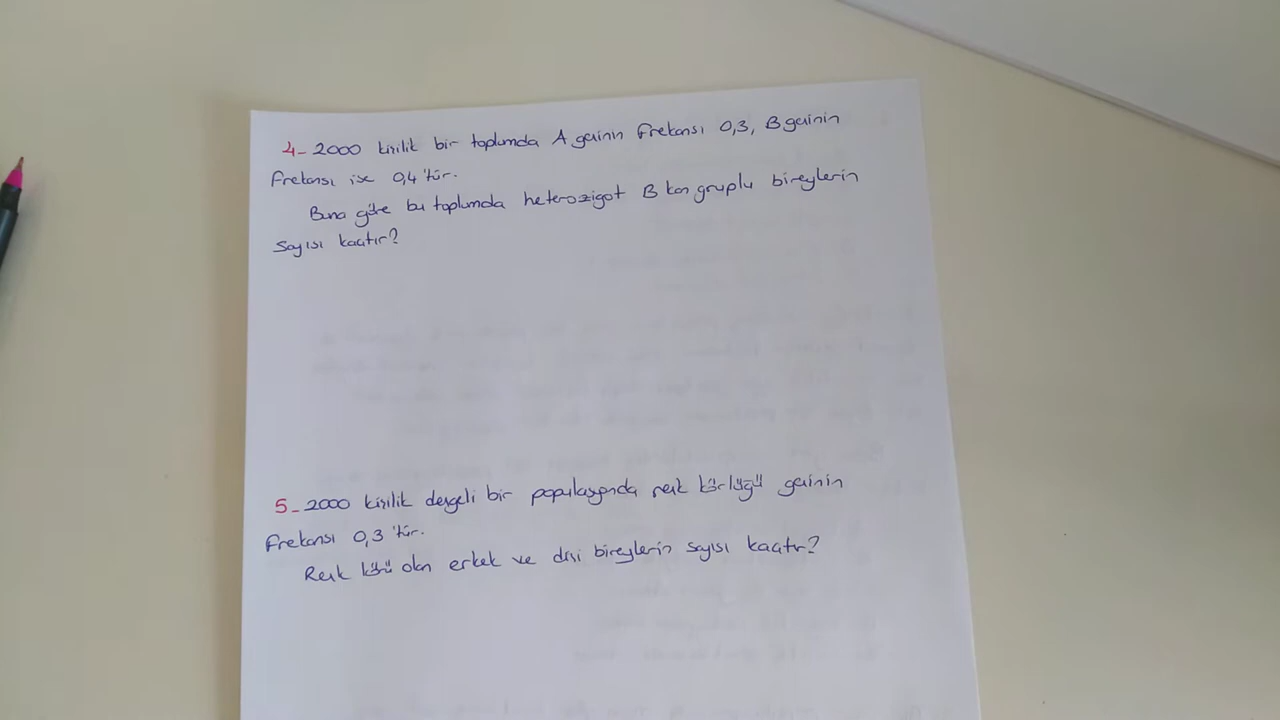 4- 2000 kişilik bir toplumda A geninin frekansı 0,3, B geninin
frekansı ise 0,4'tür.
Buna göre bu toplumda heterozigot B kan gruplu bireylerin
sayısı kaçtır?
5- 2000 kişilik dengeli bir populasyonda renk körlüğü geninin
frekansı 0,3'tür.
Renk körü olan erkek ve dişi bireylerin sayısı kaçtır?